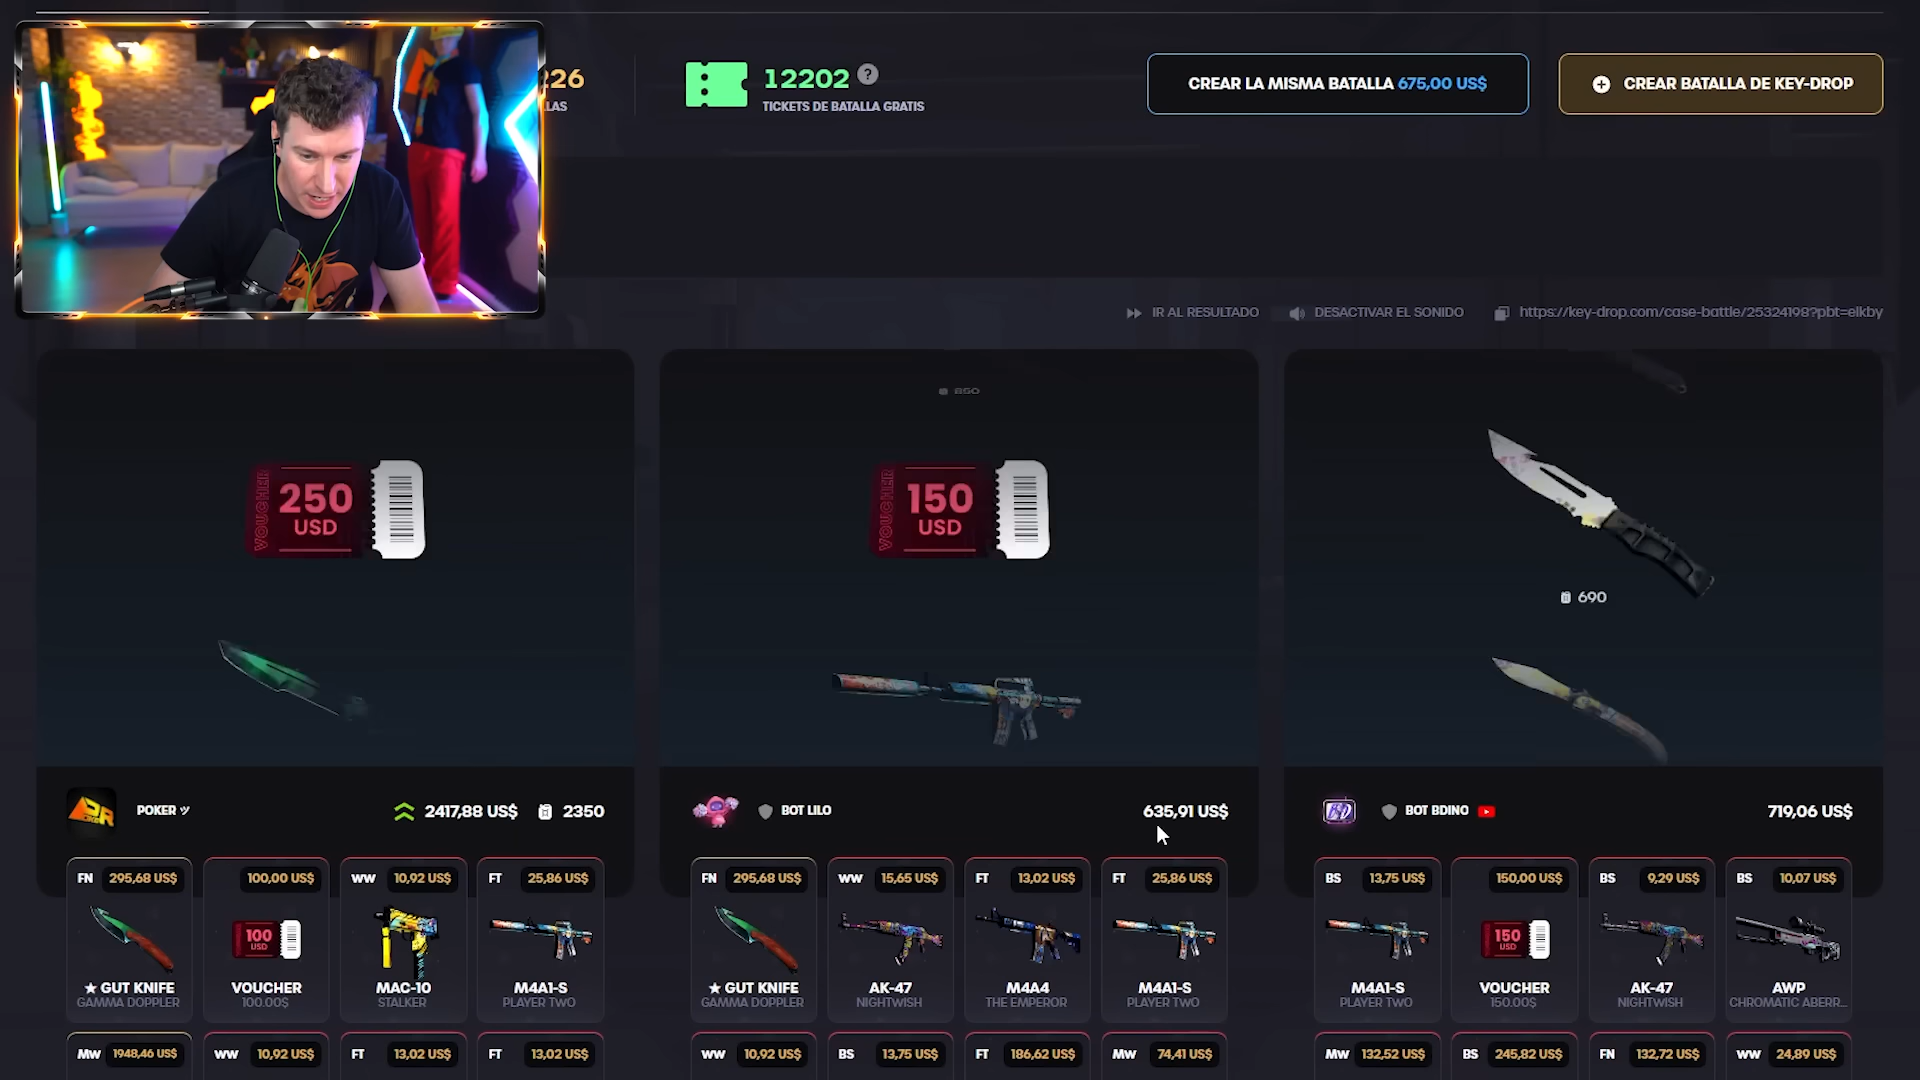 226
LLAS
12202 ?
TICKETS DE BATALLA GRATIS
CREAR LA MISMA BATALLA 675,00 US$
CREAR BATALLA DE KEY-DROP
IR AL RESULTADO
DESACTIVAR EL SONIDO
https://key-drop.com/case-battle/25324198?pbt=elkby
VOUCHER 250 USD
VOUCHER 150 USD
690
POKER ツ
2417,88 US$
2350
BOT LILO
635,91 US$
BOT BDINO
719,06 US$
FN 295,68 US$
100,00 US$
WW 10,92 US$
FT 25,86 US$
FN 295,68 US$
WW 15,65 US$
FT 13,02 US$
FT 25,86 US$
BS 13,75 US$
150,00 US$
BS 9,29 US$
BS 10,07 US$
100 USD
150 USD
★ GUT KNIFE
GAMMA DOPPLER
VOUCHER
100.00$
MAC-10
STALKER
M4A1-S
PLAYER TWO
★ GUT KNIFE
GAMMA DOPPLER
AK-47
NIGHTWISH
M4A4
THE EMPEROR
M4A1-S
PLAYER TWO
M4A1-S
PLAYER TWO
VOUCHER
150.00$
AK-47
NIGHTWISH
AWP
CHROMATIC ABERR...
MW 1948,46 US$
WW 10,92 US$
FT 13,02 US$
FT 13,02 US$
WW 10,92 US$
BS 13,75 US$
FT 186,62 US$
MW 74,41 US$
MW 132,52 US$
BS 245,82 US$
FN 132,72 US$
WW 24,89 US$